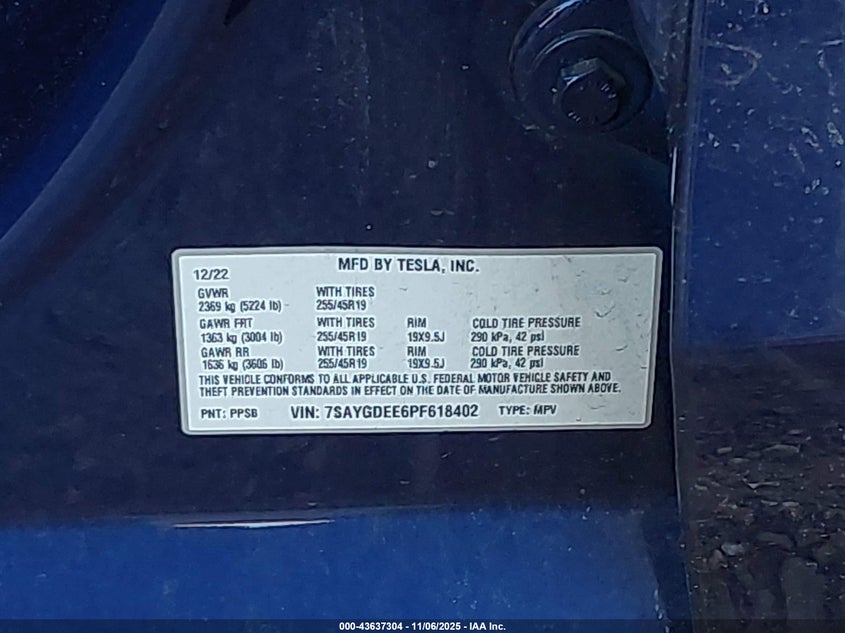 12/22 MFD BY TESLA, INC.
GVWR WITH TIRES
2369 kg (5224 lb) 255/45R19
GAWR FRT WITH TIRES RIM COLD TIRE PRESSURE
1363 kg (3004 lb) 255/45R19 19X9.5J 290 kPa, 42 psi
GAWR RR WITH TIRES RIM COLD TIRE PRESSURE
1636 kg (3606 lb) 255/45R19 19X9.5J 290 kPa, 42 psi
THIS VEHICLE CONFORMS TO ALL APPLICABLE U.S. FEDERAL MOTOR VEHICLE SAFETY AND
THEFT PREVENTION STANDARDS IN EFFECT ON THE DATE OF MANUFACTURE SHOWN ABOVE.
PNT: PPSB VIN: 7SAYGDEE6PF618402 TYPE: MPV
000-43637304 - 11/06/2025 - IAA Inc.